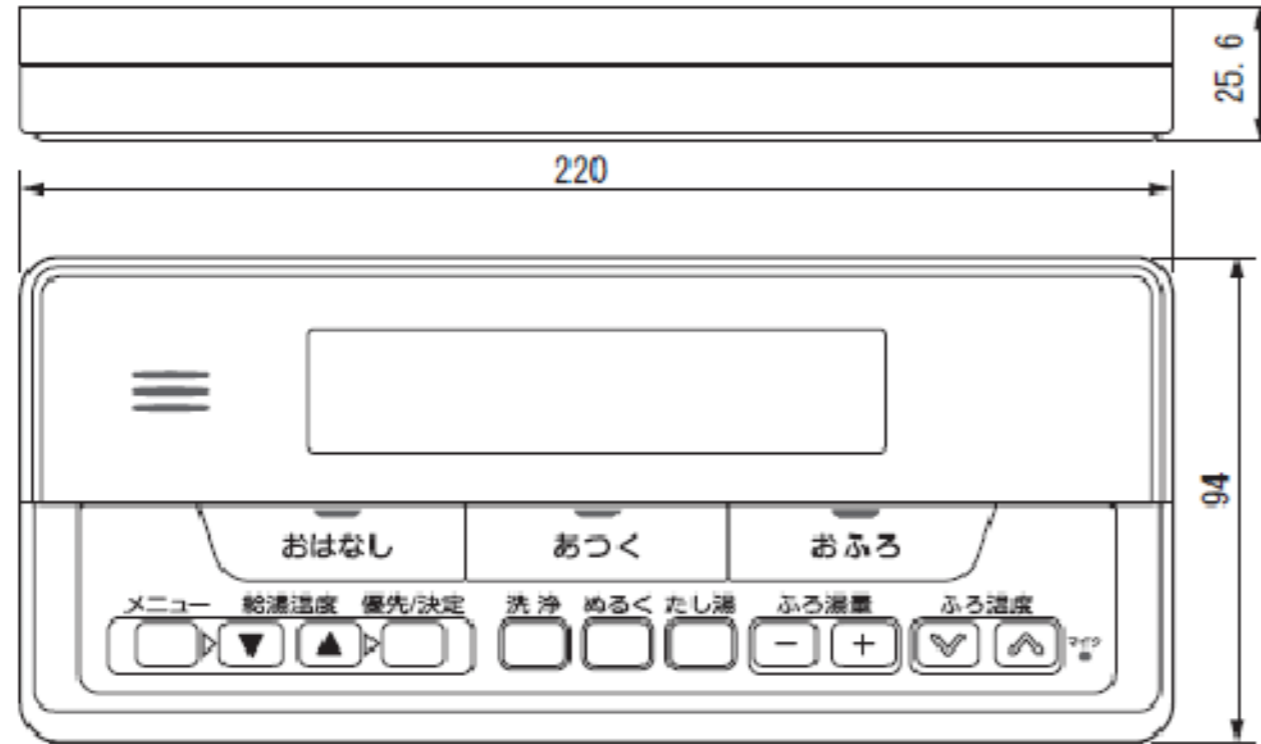 25.6
220
94
おはなし あつく おふろ
メニュー 給湯温度 優先/決定 洗浄 ぬるく たし湯 ふろ湯量 ふろ温度
▼ ▲ − + マイク